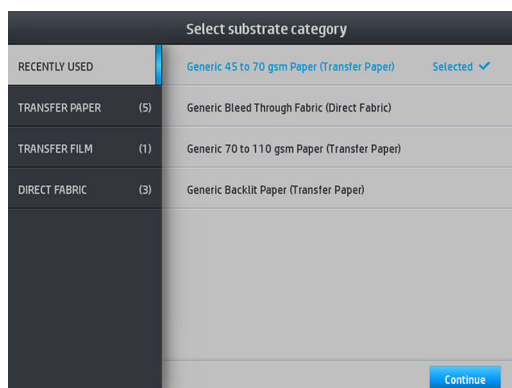 Select substrate category
RECENTLY USED
TRANSFER PAPER (5)
TRANSFER FILM (1)
DIRECT FABRIC (3)
Generic 45 to 70 gsm Paper (Transfer Paper) Selected ✓
Generic Bleed Through Fabric (Direct Fabric)
Generic 70 to 110 gsm Paper (Transfer Paper)
Generic Backlit Paper (Transfer Paper)
Continue